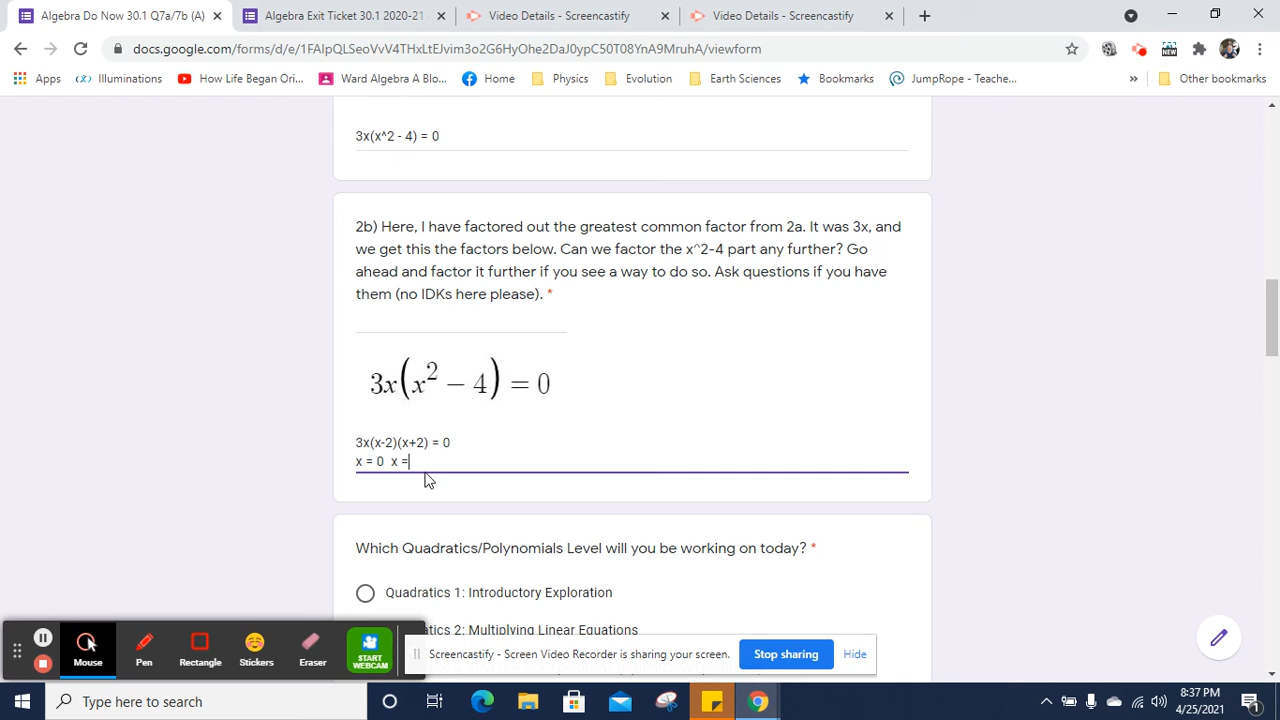 Algebra Do Now 30.1 Q7a/7b (A)
Algebra Exit Ticket 30.1 2020-21
Video Details - Screencastify
Video Details - Screencastify
docs.google.com/forms/d/e/1FAIpQLSeoVvV4THxLtEJvim3o2G6HyOhe2DaJ0ypC50T08YnA9MruhA/viewform
Apps
Illuminations
How Life Began Ori...
Ward Algebra A Blo...
Home
Physics
Evolution
Earth Sciences
Bookmarks
JumpRope - Teache...
»
Other bookmarks
3x(x^2 - 4) = 0
2b) Here, I have factored out the greatest common factor from 2a. It was 3x, and
we get this the factors below. Can we factor the x^2-4 part any further? Go
ahead and factor it further if you see a way to do so. Ask questions if you have
them (no IDKs here please). *
3x(x² − 4) = 0
3x(x-2)(x+2) = 0
x = 0  x =
Which Quadratics/Polynomials Level will you be working on today? *
Quadratics 1: Introductory Exploration
atics 2: Multiplying Linear Equations
Mouse
Pen
Rectangle
Stickers
Eraser
START
WEBCAM
Screencastify - Screen Video Recorder is sharing your screen.
Stop sharing
Hide
Type here to search
NEW
8:37 PM
4/25/2021
1